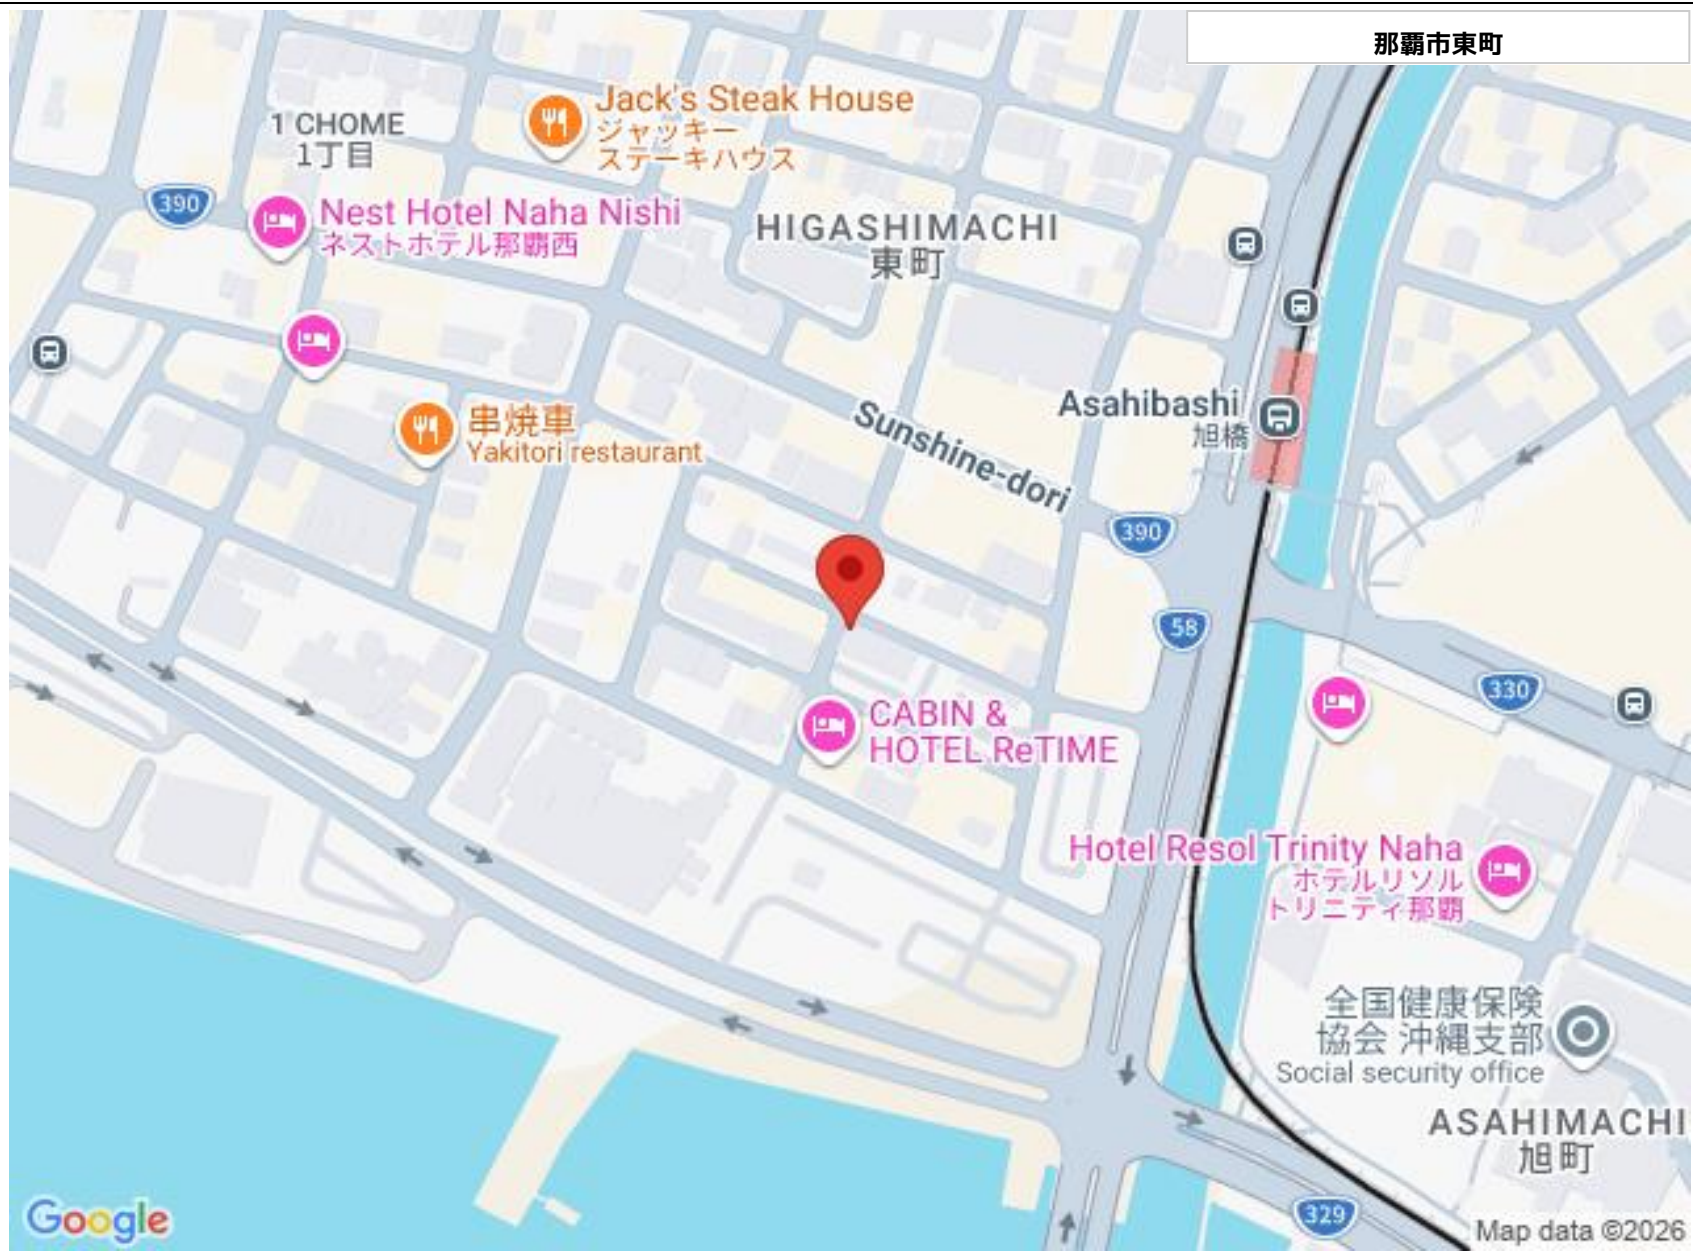 那覇市東町
Jack's Steak House
ジャッキー
ステーキハウス
1 CHOME
1丁目
390
Nest Hotel Naha Nishi
ネストホテル那覇西
HIGASHIMACHI
東町
Asahibashi
旭橋
串焼車
Yakitori restaurant
Sunshine-dori
390
58
330
CABIN &
HOTEL ReTIME
Hotel Resol Trinity Naha
ホテルリソル
トリニティ那覇
全国健康保険
協会 沖縄支部
Social security office
ASAHIMACHI
旭町
329
Google
Map data ©2026